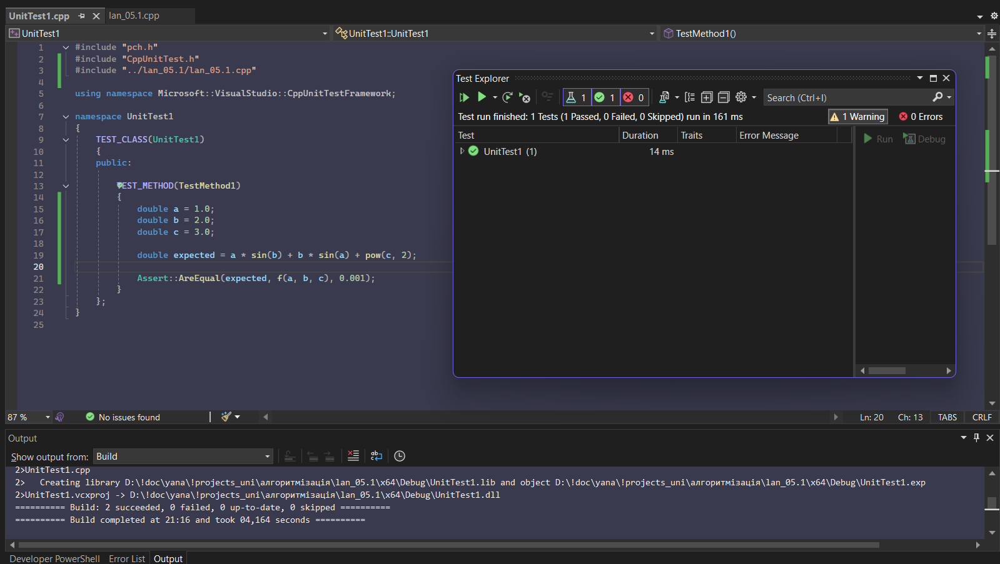 UnitTest1.cpp lan_05.1.cpp
UnitTest1 UnitTest1::UnitTest1 TestMethod1()
1 #include "pch.h"
2 #include "CppUnitTest.h"
3 #include "../lan_05.1/lan_05.1.cpp"
4
5 using namespace Microsoft::VisualStudio::CppUnitTestFramework;
6
7 namespace UnitTest1
8 {
9 TEST_CLASS(UnitTest1)
10 {
11 public:
12
13 TEST_METHOD(TestMethod1)
14 {
15 double a = 1.0;
16 double b = 2.0;
17 double c = 3.0;
18
19 double expected = a * sin(b) + b * sin(a) + pow(c, 2);
20
21 Assert::AreEqual(expected, f(a, b, c), 0.001);
22 }
23 };
24 }
25
Test Explorer
1 1 0 Search (Ctrl+I)
Test run finished: 1 Tests (1 Passed, 0 Failed, 0 Skipped) run in 161 ms 1 Warning 0 Errors
Test Duration Traits Error Message Run Debug
UnitTest1 (1) 14 ms
87 % No issues found Ln: 20 Ch: 13 TABS CRLF
Output
Show output from: Build
2>UnitTest1.cpp
2>   Creating library D:\!doc\yana\!projects_uni\алгоритмізація\lan_05.1\x64\Debug\UnitTest1.lib and object D:\!doc\yana\!projects_uni\алгоритмізація\lan_05.1\x64\Debug\UnitTest1.exp
2>UnitTest1.vcxproj -> D:\!doc\yana\!projects_uni\алгоритмізація\lan_05.1\x64\Debug\UnitTest1.dll
========== Build: 2 succeeded, 0 failed, 0 up-to-date, 0 skipped ==========
========== Build completed at 21:16 and took 04,164 seconds ==========
Developer PowerShell Error List Output